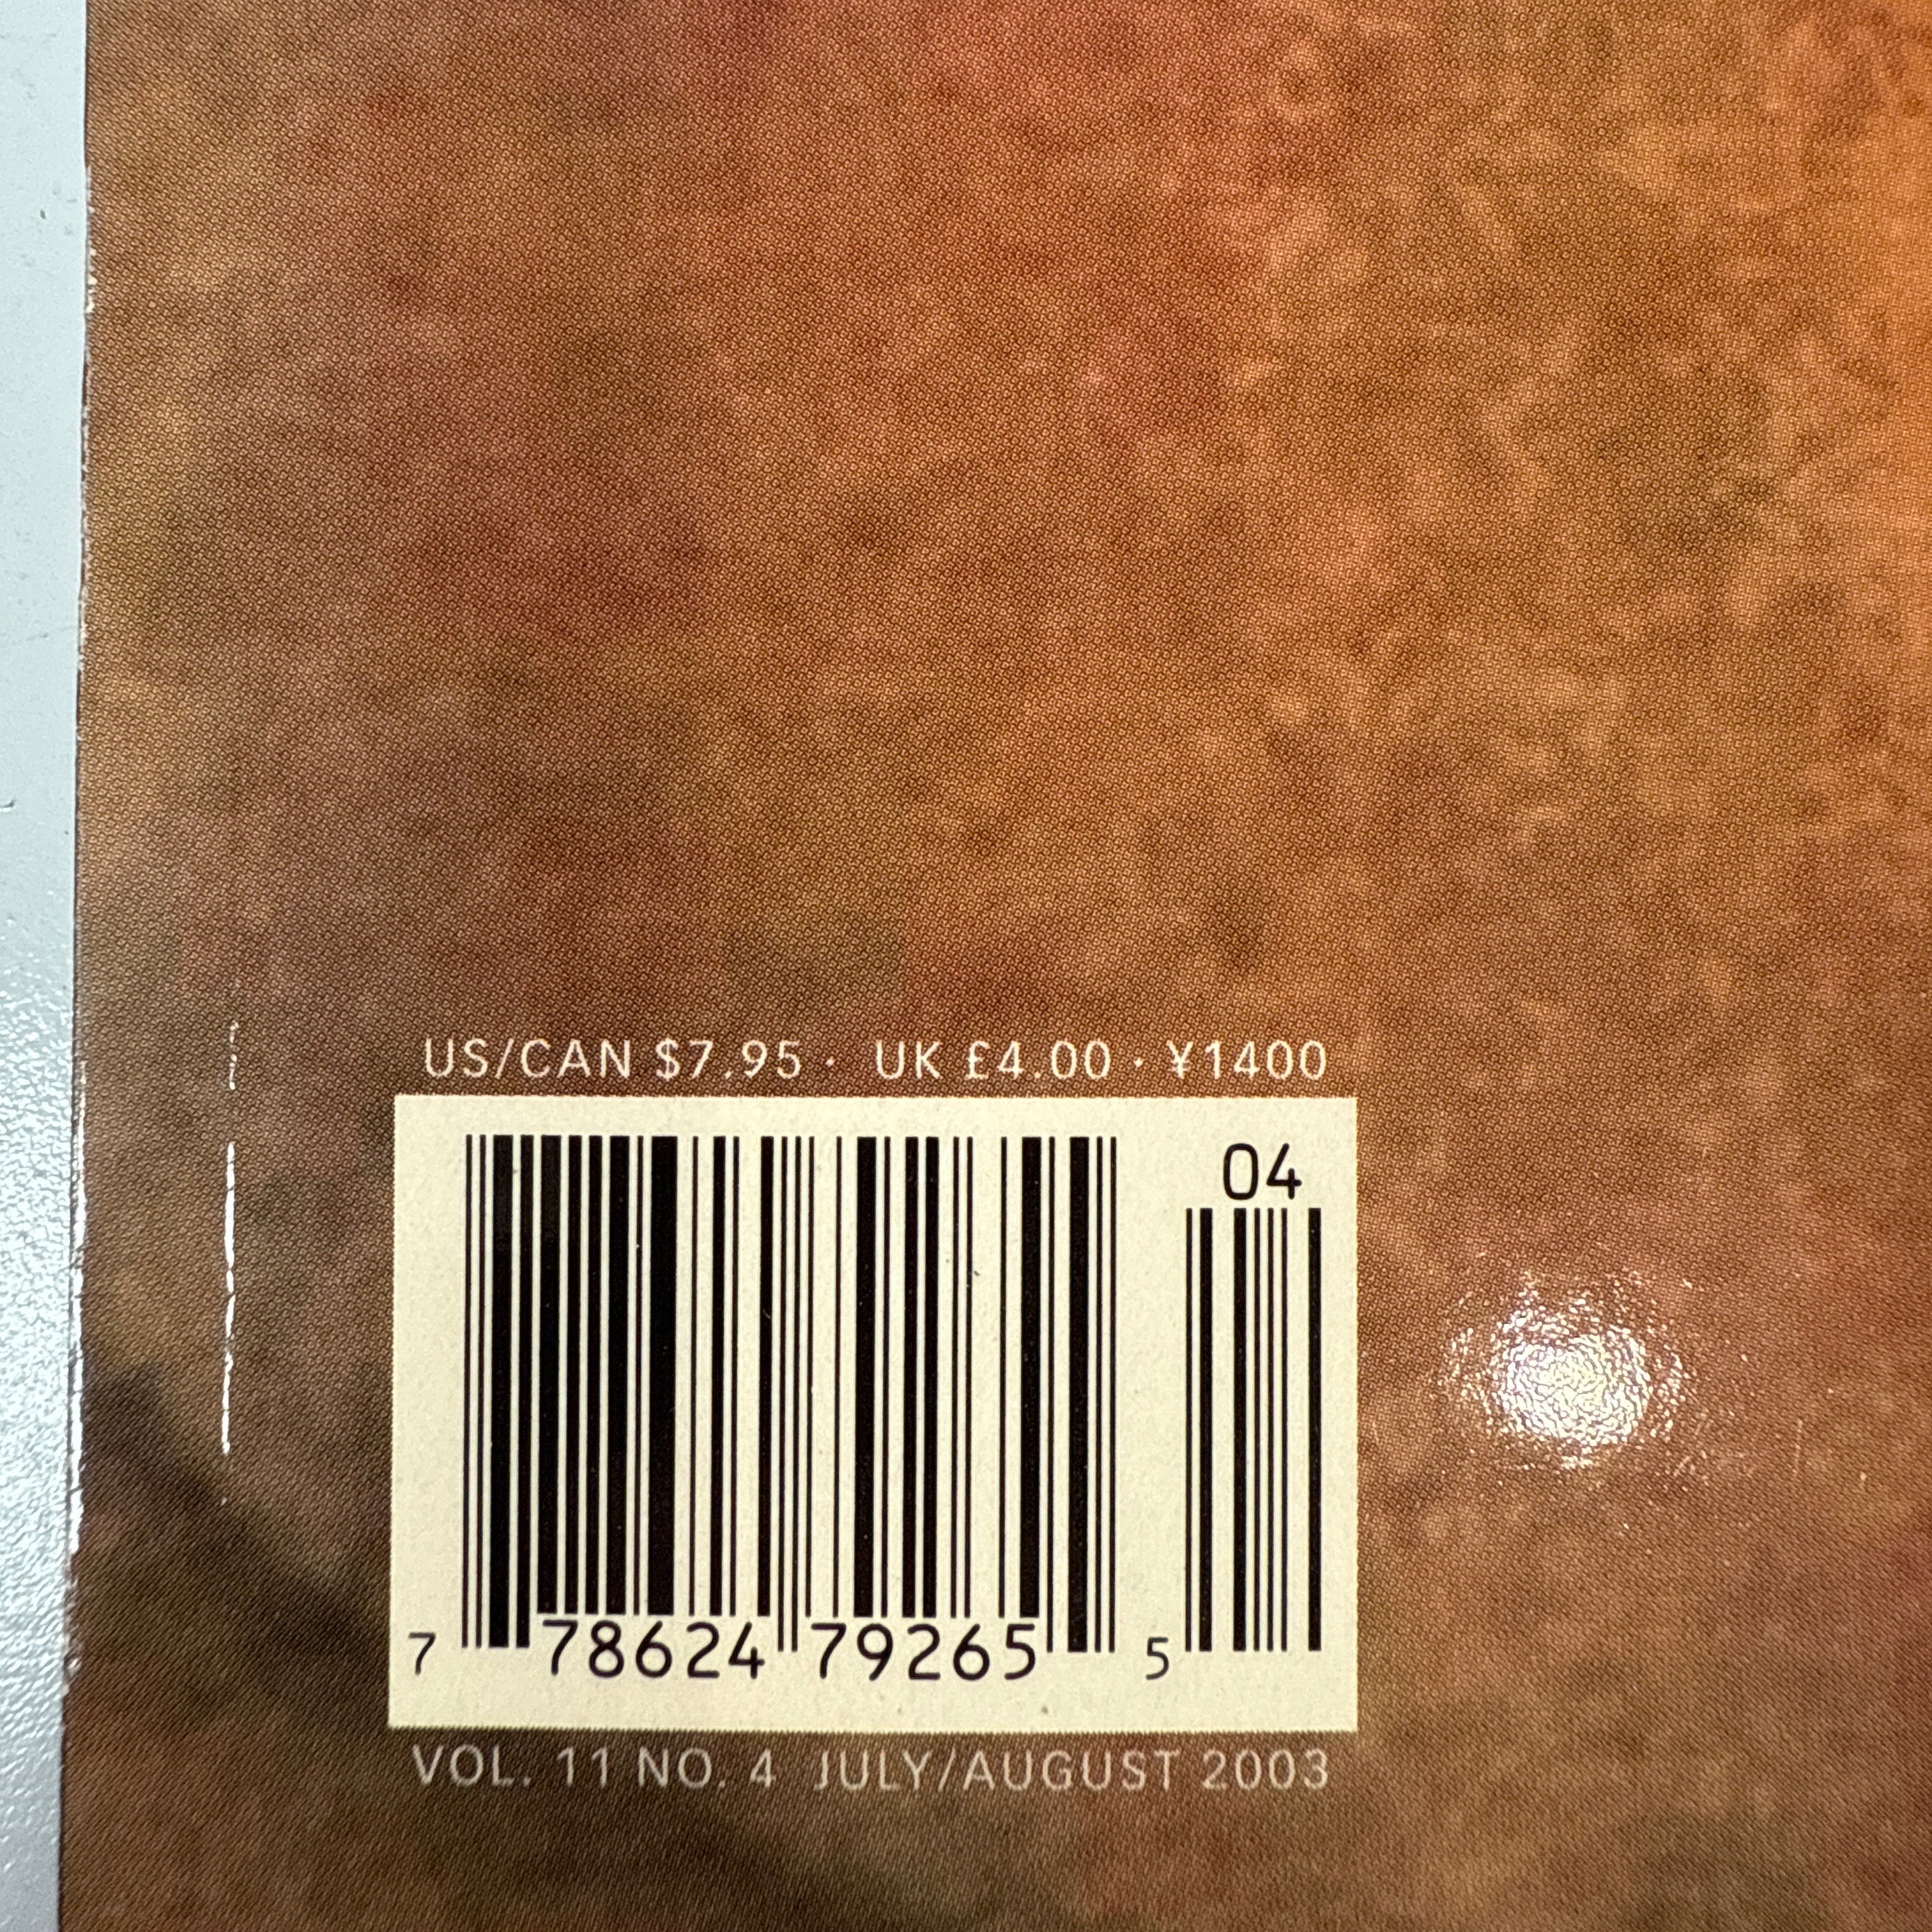 US/CAN $7.95 · UK £4.00 · ¥1400
04
7 78624 79265 5
VOL. 11 NO. 4 JULY/AUGUST 2003